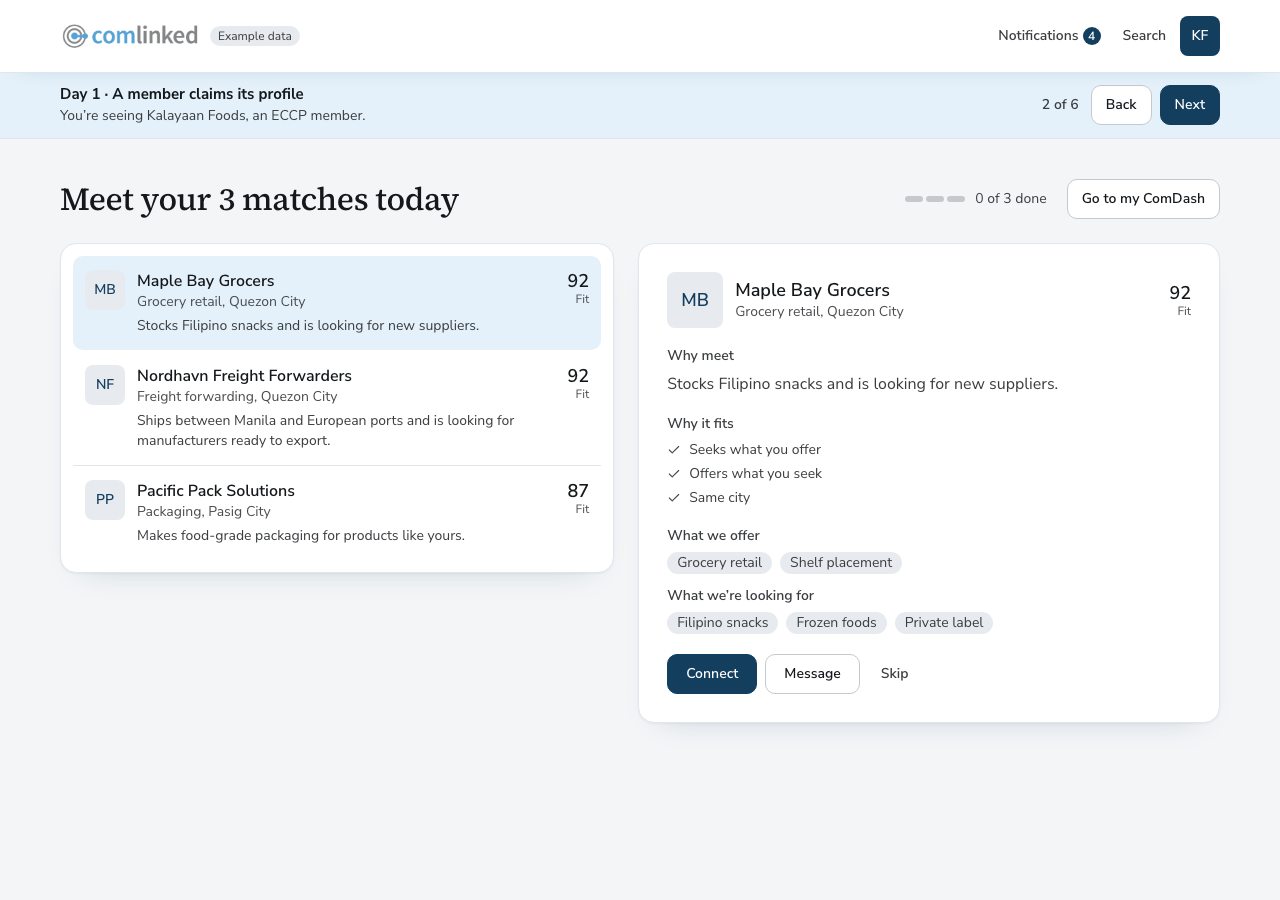 comlinked
Example data
Notifications 4
Search
KF
Day 1 · A member claims its profile
You’re seeing Kalayaan Foods, an ECCP member.
2 of 6
Back
Next
Meet your 3 matches today
0 of 3 done
Go to my ComDash
MB
Maple Bay Grocers
92
Grocery retail, Quezon City
Fit
Stocks Filipino snacks and is looking for new suppliers.
NF
Nordhavn Freight Forwarders
92
Freight forwarding, Quezon City
Fit
Ships between Manila and European ports and is looking for
manufacturers ready to export.
PP
Pacific Pack Solutions
87
Packaging, Pasig City
Fit
Makes food-grade packaging for products like yours.
MB
Maple Bay Grocers
92
Grocery retail, Quezon City
Fit
Why meet
Stocks Filipino snacks and is looking for new suppliers.
Why it fits
Seeks what you offer
Offers what you seek
Same city
What we offer
Grocery retail
Shelf placement
What we’re looking for
Filipino snacks
Frozen foods
Private label
Connect
Message
Skip